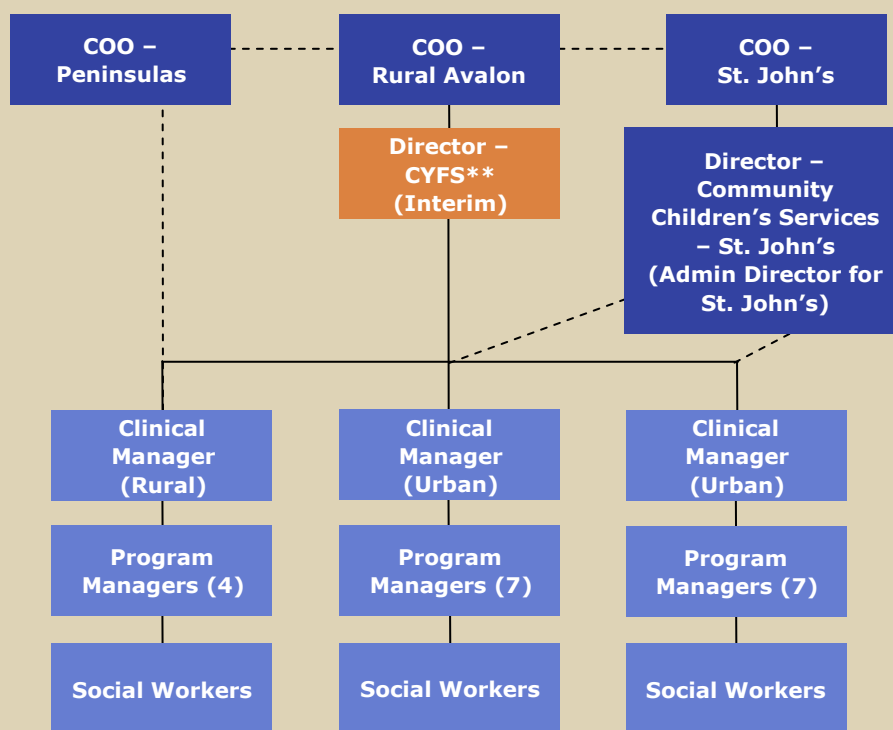 COO –
Peninsulas
COO –
Rural Avalon
COO –
St. John’s
Director –
CYFS**
(Interim)
Director –
Community
Children’s Services
– St. John’s
(Admin Director for
St. John’s)
Clinical
Manager
(Rural)
Clinical
Manager
(Urban)
Clinical
Manager
(Urban)
Program
Managers (4)
Program
Managers (7)
Program
Managers (7)
Social Workers
Social Workers
Social Workers